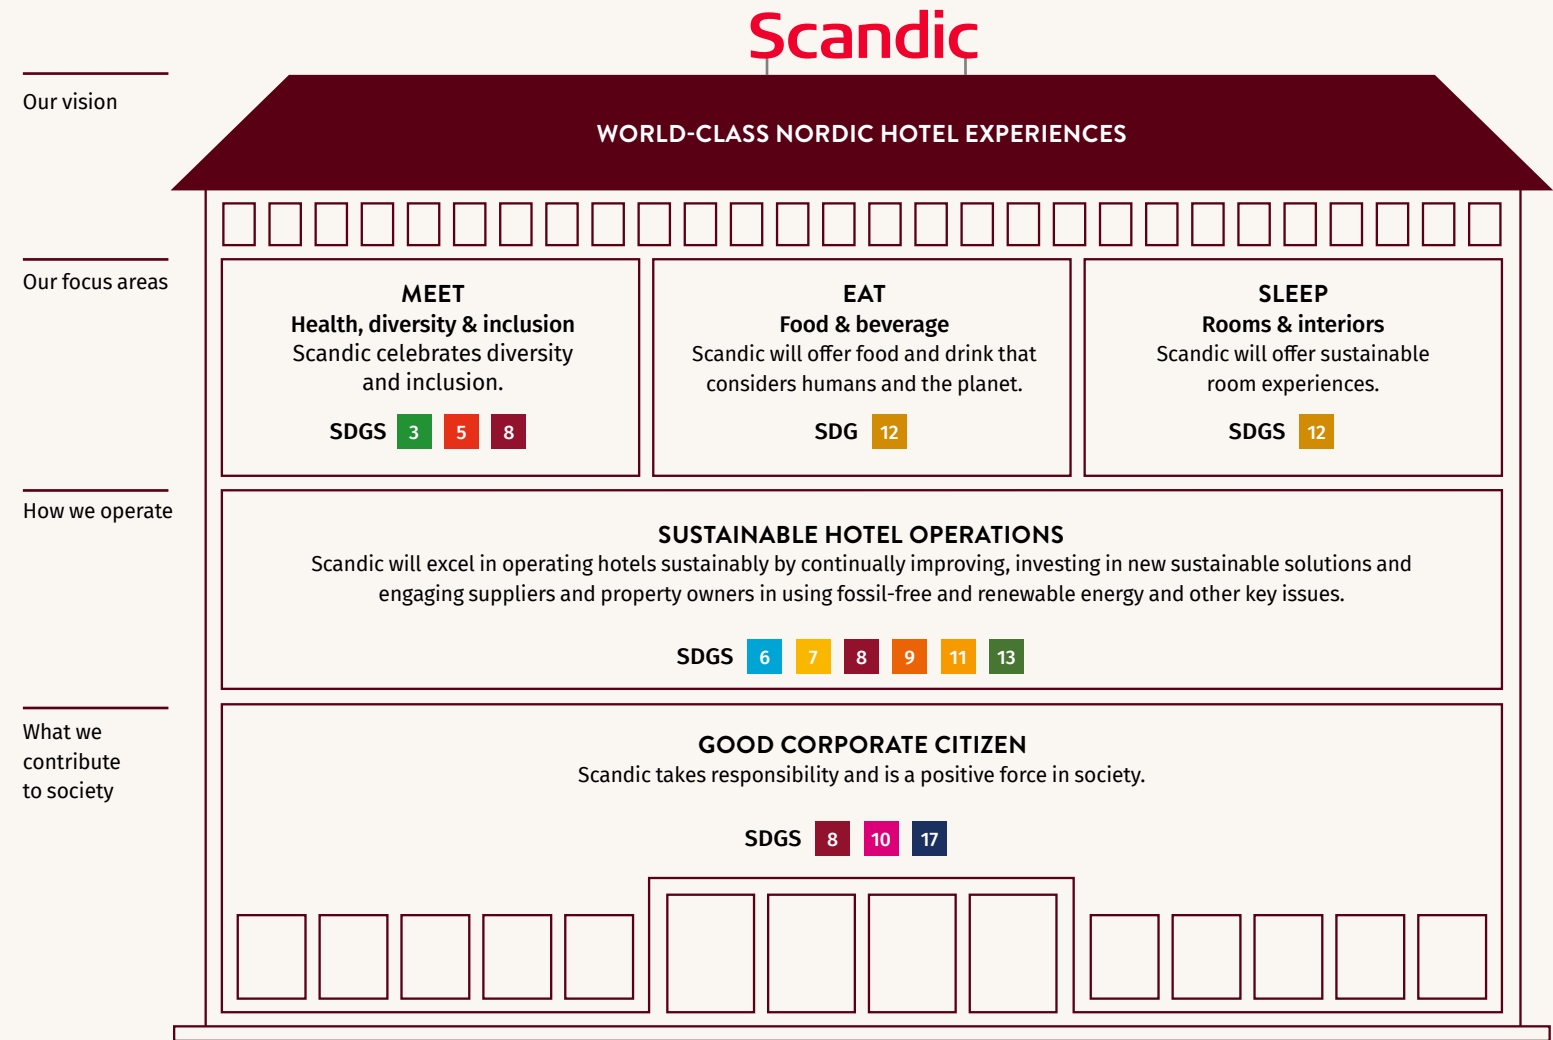 Scandic
Our vision
WORLD-CLASS NORDIC HOTEL EXPERIENCES
Our focus areas
MEET
Health, diversity & inclusion
Scandic celebrates diversity
and inclusion.
SDGS 3 5 8
EAT
Food & beverage
Scandic will offer food and drink that
considers humans and the planet.
SDG 12
SLEEP
Rooms & interiors
Scandic will offer sustainable
room experiences.
SDGS 12
How we operate
SUSTAINABLE HOTEL OPERATIONS
Scandic will excel in operating hotels sustainably by continually improving, investing in new sustainable solutions and
engaging suppliers and property owners in using fossil-free and renewable energy and other key issues.
SDGS 6 7 8 9 11 13
What we
contribute
to society
GOOD CORPORATE CITIZEN
Scandic takes responsibility and is a positive force in society.
SDGS 8 10 17